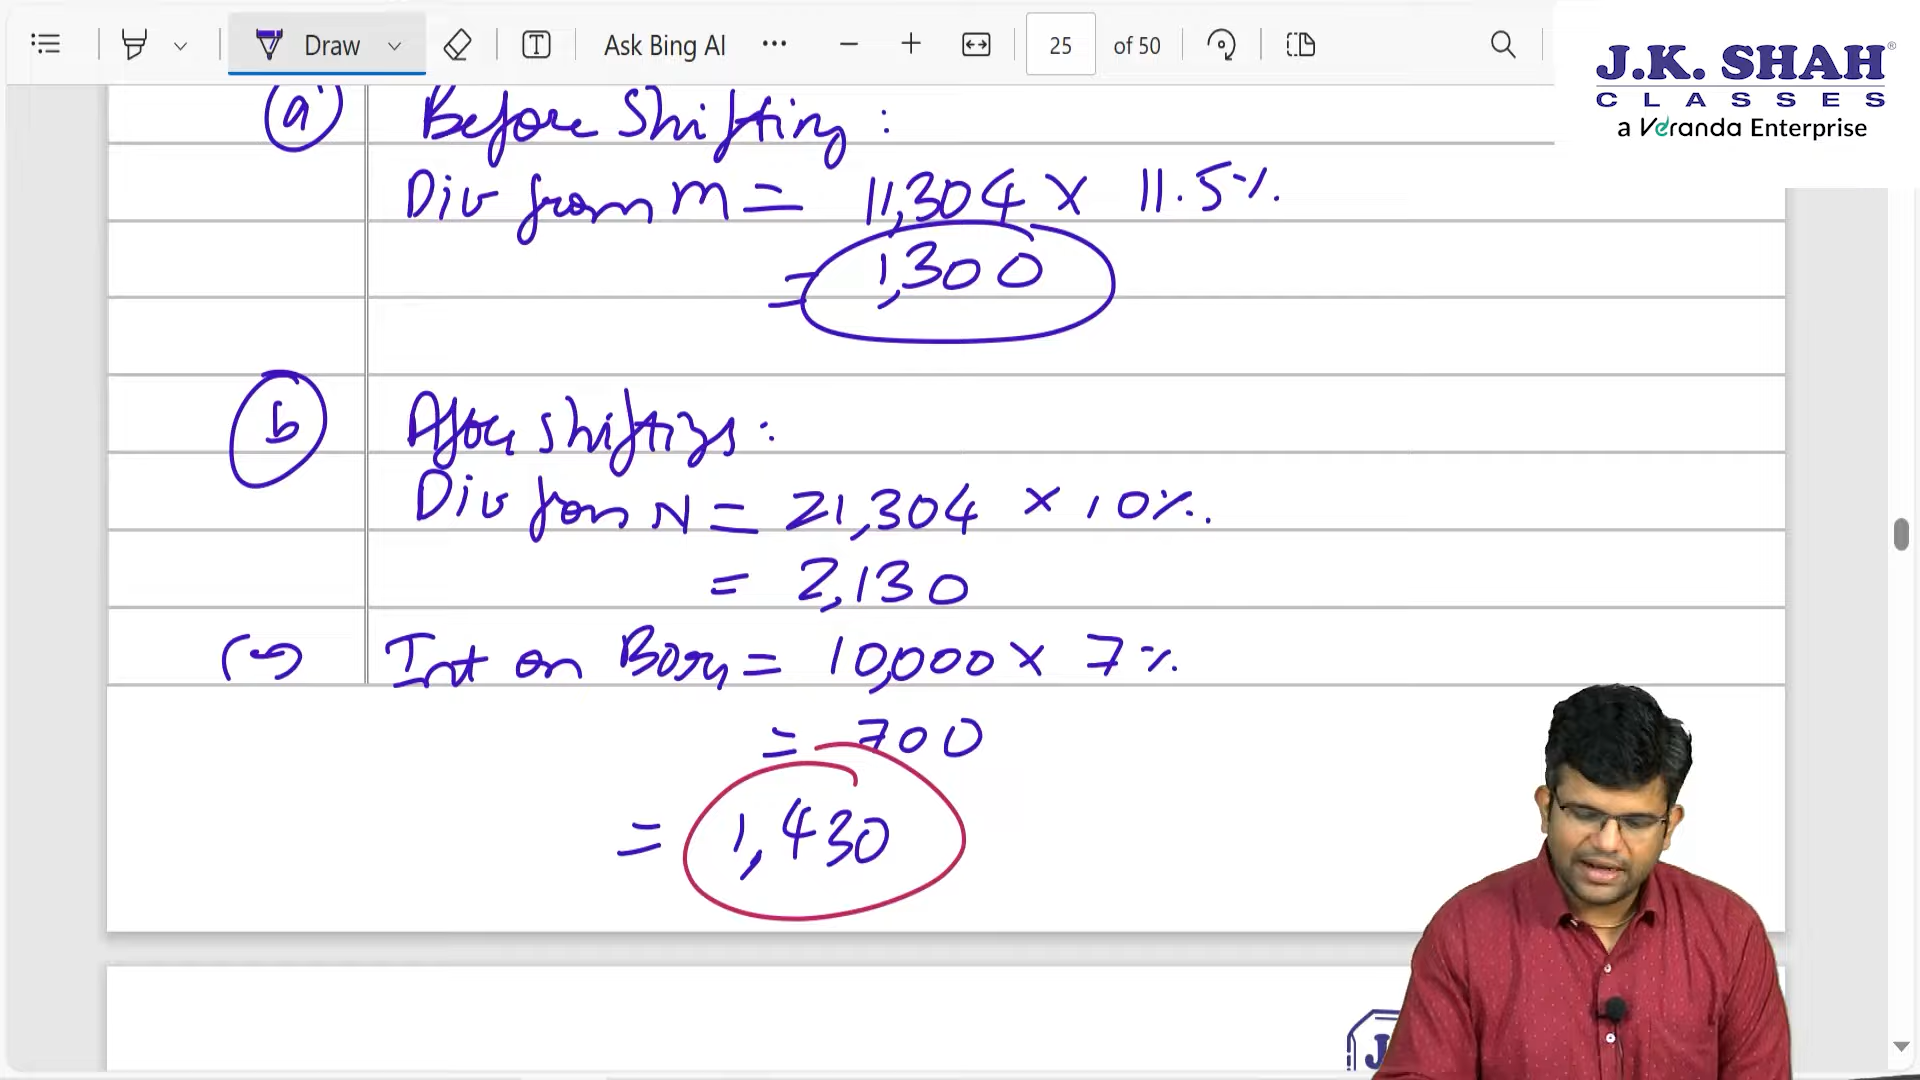 Draw
Ask Bing AI
25 of 50
J.K. SHAH®
CLASSES
a Veranda Enterprise
(a) Before Shifting :
Div from M = 11,304 × 11.5%
= 1,300
(b) After Shifting :
Div from N = 21,304 × 10%.
= 2,130
(-) Int on Borr = 10,000 × 7%
= 700
= 1,430
J